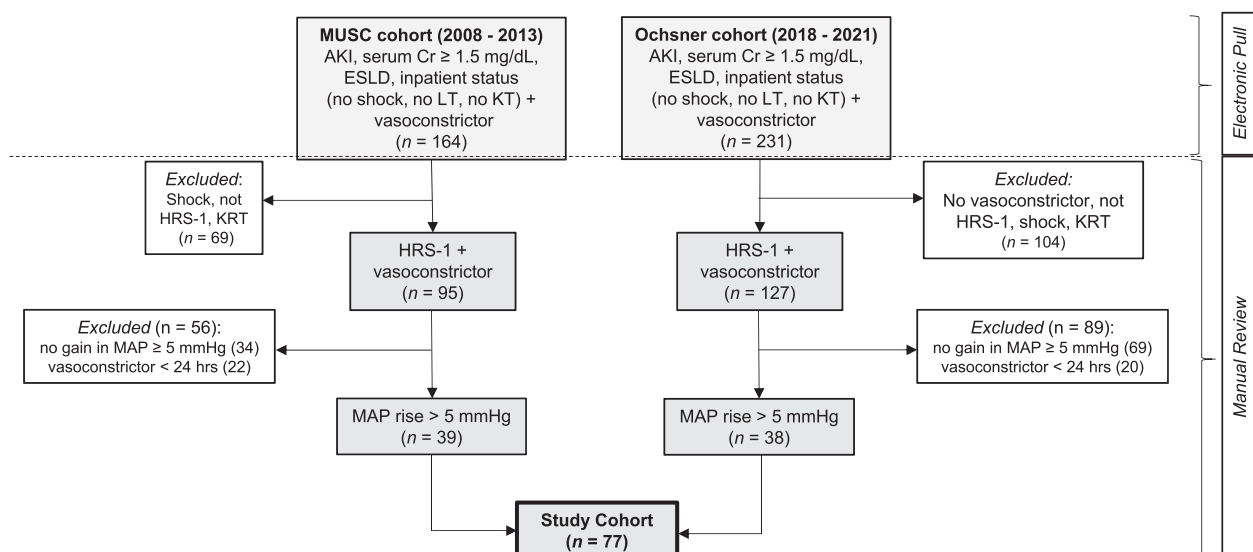 MUSC cohort (2008 - 2013)
AKI, serum Cr ≥ 1.5 mg/dL,
ESLD, inpatient status
(no shock, no LT, no KT) +
vasoconstrictor
(n = 164)
Ochsner cohort (2018 - 2021)
AKI, serum Cr ≥ 1.5 mg/dL,
ESLD, inpatient status
(no shock, no LT, no KT) +
vasoconstrictor
(n = 231)
Electronic Pull
Excluded:
Shock, not
HRS-1, KRT
(n = 69)
Excluded:
No vasoconstrictor, not
HRS-1, shock, KRT
(n = 104)
HRS-1 +
vasoconstrictor
(n = 95)
HRS-1 +
vasoconstrictor
(n = 127)
Excluded (n = 56):
no gain in MAP ≥ 5 mmHg (34)
vasoconstrictor < 24 hrs (22)
Excluded (n = 89):
no gain in MAP ≥ 5 mmHg (69)
vasoconstrictor < 24 hrs (20)
Manual Review
MAP rise > 5 mmHg
(n = 39)
MAP rise > 5 mmHg
(n = 38)
Study Cohort
(n = 77)